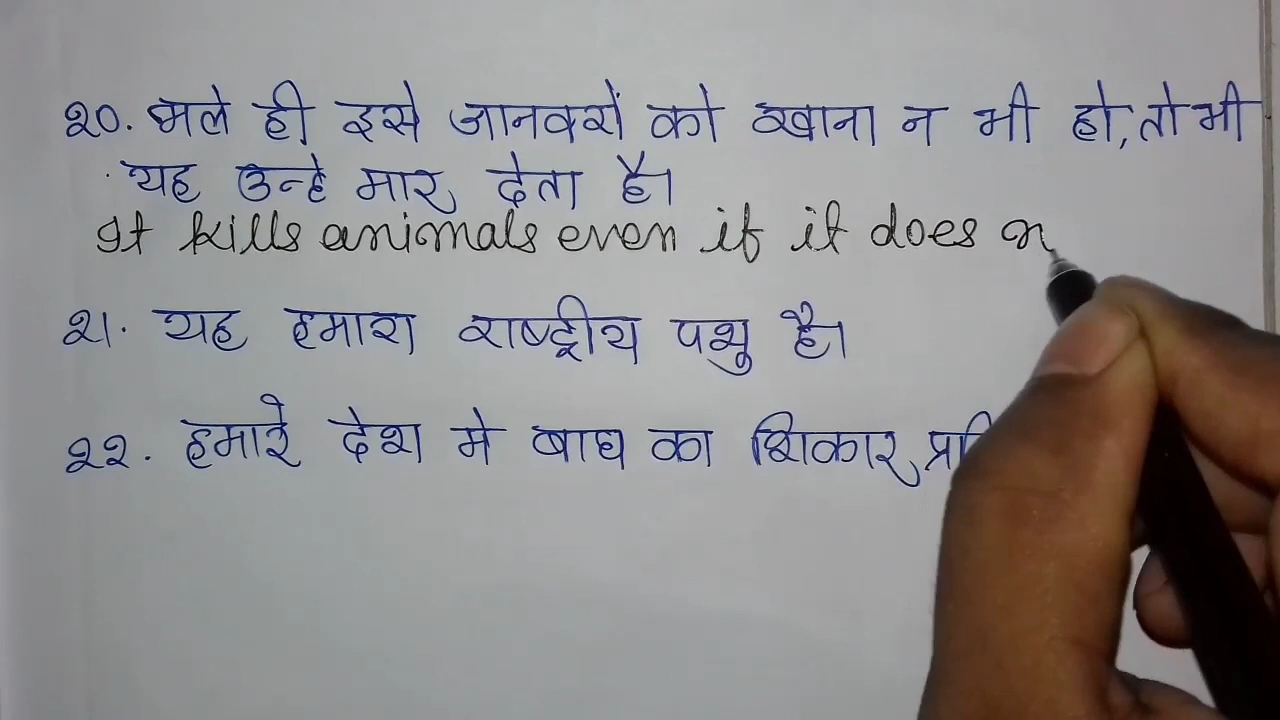 २०. भले ही इसे जानवरों को खाना न भी हो, तो भी
यह उन्हे मार देता है।
It kills animals even if it does n
२१. यह हमारा राष्ट्रीय पशु है।
२२. हमारे देश मे बाघ का शिकार